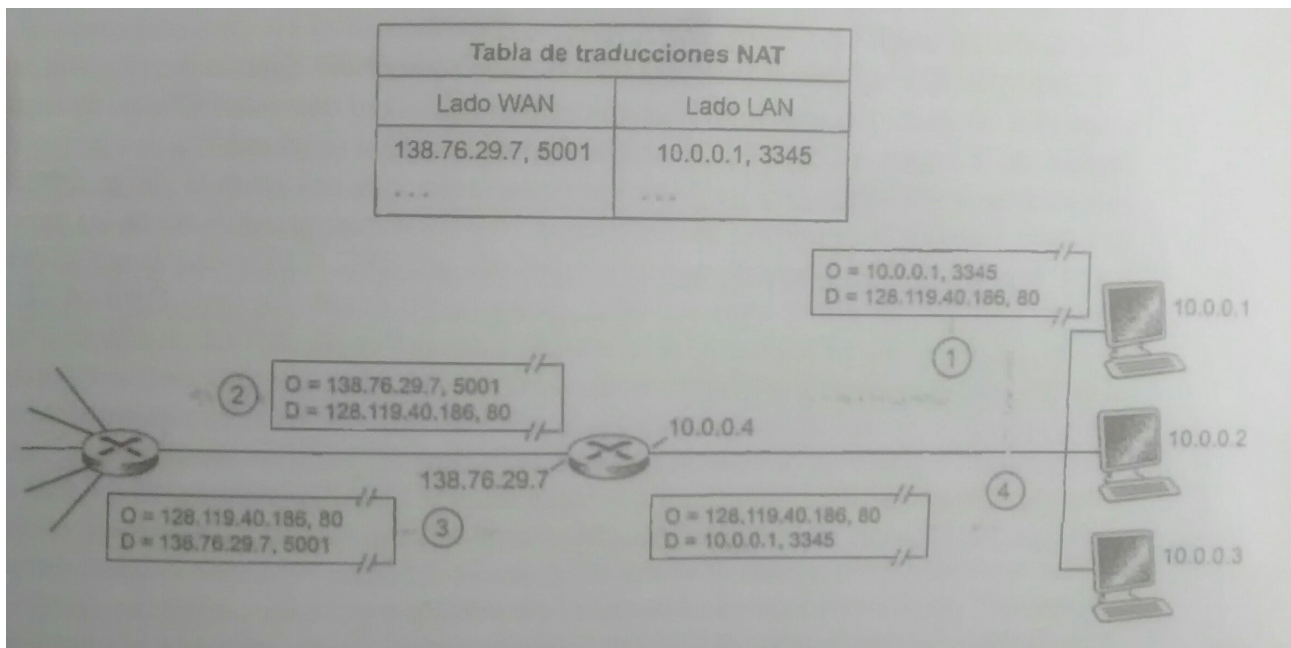 Tabla de traducciones NAT
Lado WAN
Lado LAN
138.76.29.7, 5001
10.0.0.1, 3345
...
...
O = 10.0.0.1, 3345
D = 128.119.40.186, 80
10.0.0.1
1
2
O = 138.76.29.7, 5001
D = 128.119.40.186, 80
10.0.0.4
10.0.0.2
138.76.29.7
4
O = 128.119.40.186, 80
D = 138.76.29.7, 5001
3
O = 128.119.40.186, 80
D = 10.0.0.1, 3345
10.0.0.3